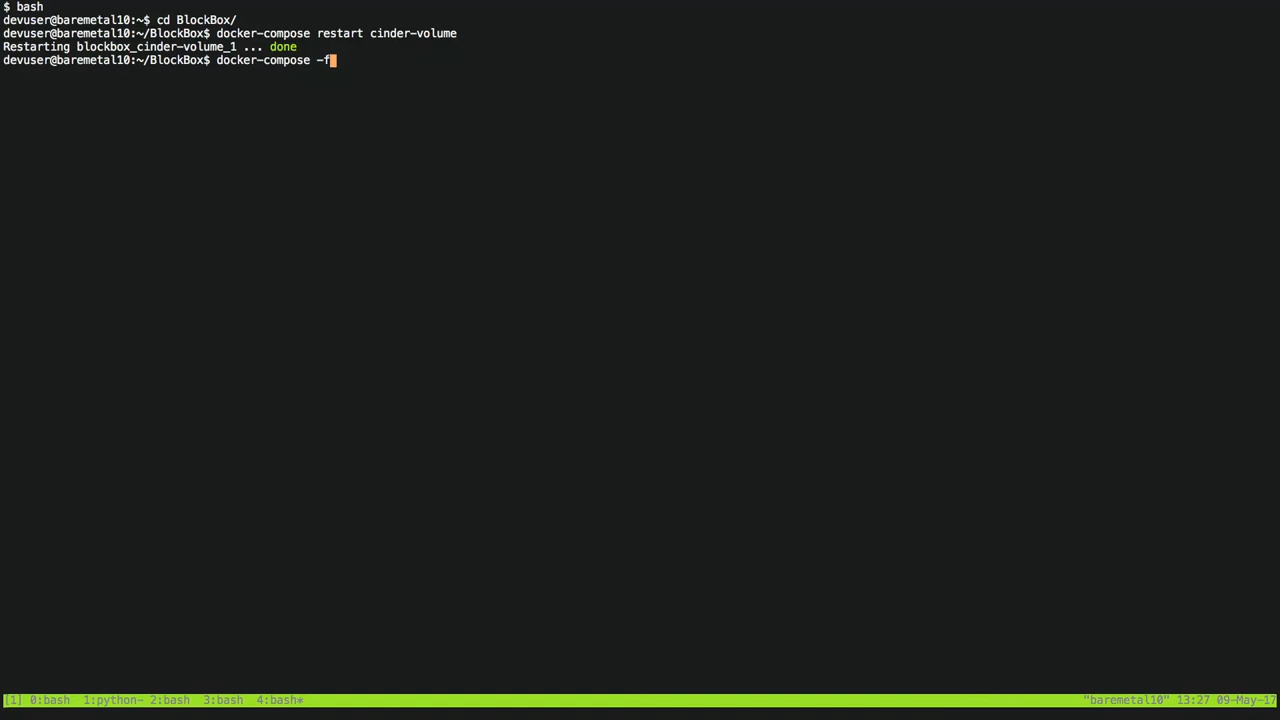 $ bash
devuser@baremetal10:~$ cd BlockBox/
devuser@baremetal10:~/BlockBox$ docker-compose restart cinder-volume
Restarting blockbox_cinder-volume_1 ... done
devuser@baremetal10:~/BlockBox$ docker-compose -f
[1] 0:bash  1:python- 2:bash  3:bash  4:bash*  "baremetal10" 13:27 09-May-17